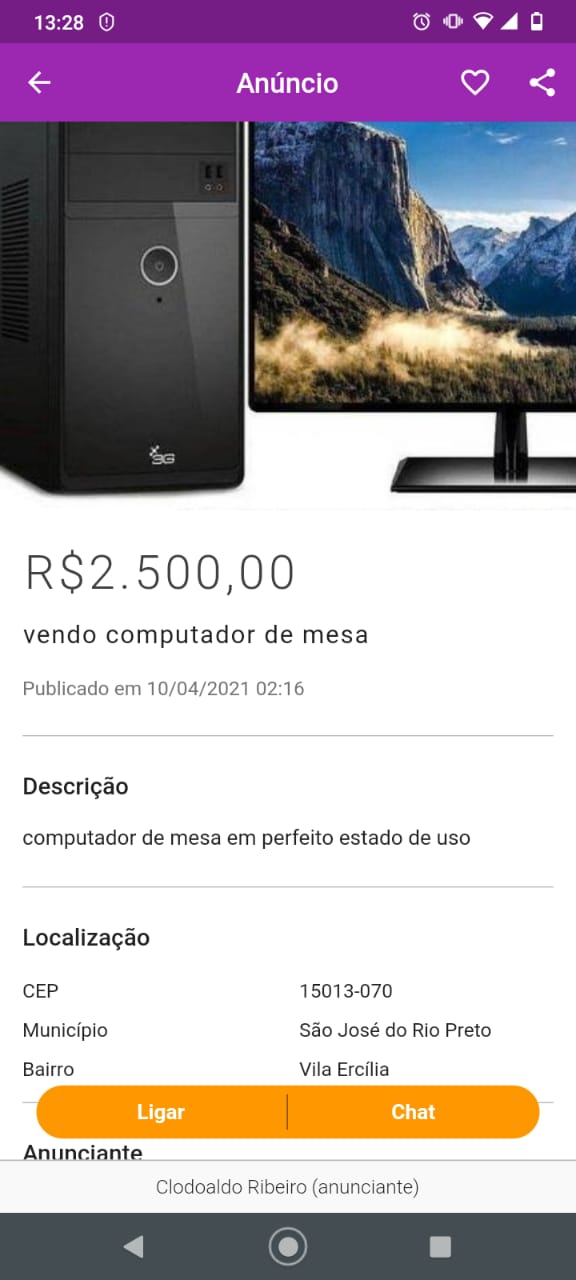 13:28
Anúncio
3G
R$2.500,00
vendo computador de mesa
Publicado em 10/04/2021 02:16
Descrição
computador de mesa em perfeito estado de uso
Localização
CEP 15013-070
Município São José do Rio Preto
Bairro Vila Ercília
Ligar Chat
Anunciante
Clodoaldo Ribeiro (anunciante)